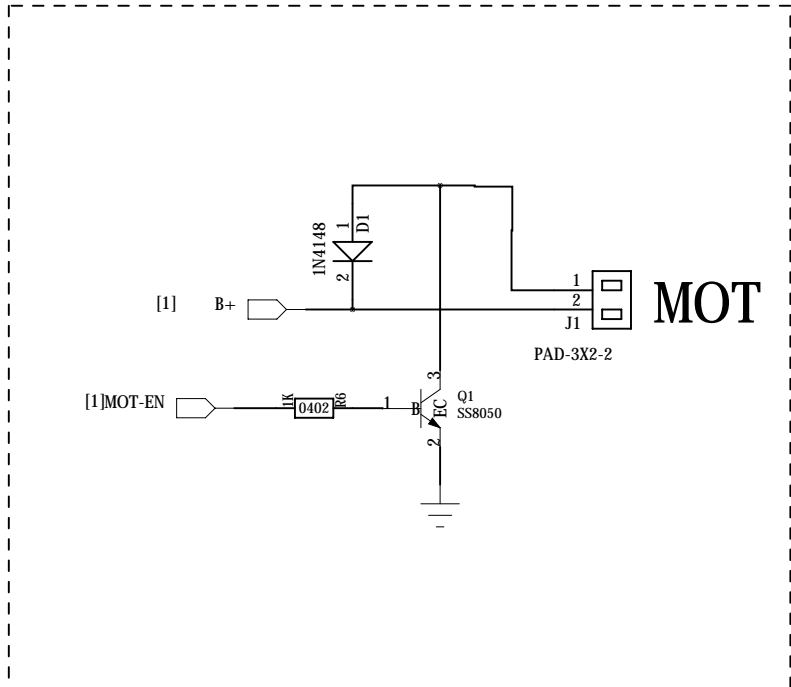 1
D1
1N4148
2
[1]
B+
1
2
J1
MOT
PAD-3X2-2
[1]MOT-EN
1K
0402
R6
1
B
EC
3
2
Q1
SS8050